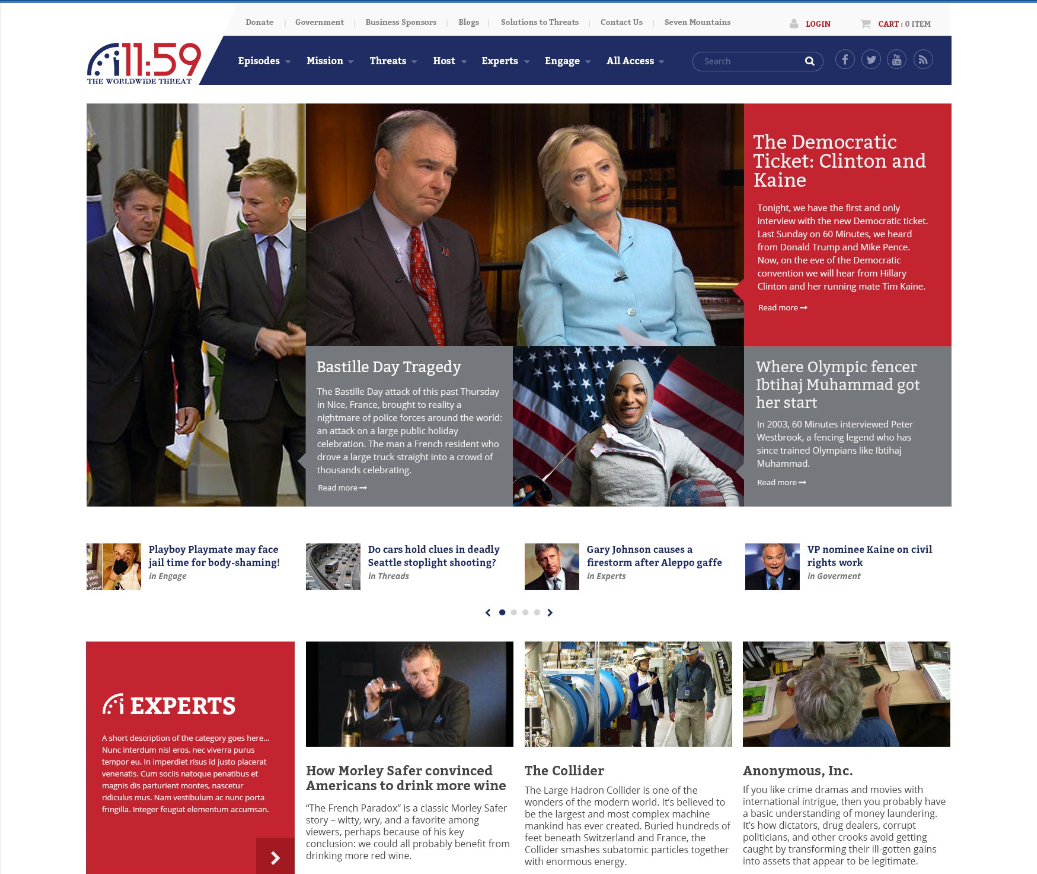 Donate | Government | Business Sponsors | Blogs | Solutions to Threats | Contact Us | Seven Mountains
LOGIN
CART : 0 ITEM
11:59
THE WORLDWIDE THREAT
Episodes Mission Threats Host Experts Engage All Access
Search
The Democratic
Ticket: Clinton and
Kaine
Tonight, we have the first and only
interview with the new Democratic ticket.
Last Sunday on 60 Minutes, we heard
from Donald Trump and Mike Pence.
Now, on the eve of the Democratic
convention we will hear from Hillary
Clinton and her running mate Tim Kaine.
Read more
Bastille Day Tragedy
The Bastille Day attack of this past Thursday
in Nice, France, brought to reality a
nightmare of police forces around the world:
an attack on a large public holiday
celebration. The man a French resident who
drove a large truck straight into a crowd of
thousands celebrating.
Read more
Where Olympic fencer
Ibtihaj Muhammad got
her start
In 2003, 60 Minutes interviewed Peter
Westbrook, a fencing legend who has
since trained Olympians like Ibtihaj
Muhammad.
Read more
Playboy Playmate may face
jail time for body-shaming!
in Engage
Do cars hold clues in deadly
Seattle stoplight shooting?
in Threads
Gary Johnson causes a
firestorm after Aleppo gaffe
in Experts
VP nominee Kaine on civil
rights work
in Goverment
EXPERTS
A short description of the category goes here...
Nunc interdum nisl eros, nec viverra purus
tempor eu. In imperdiet risus id justo placerat
venenatis. Cum sociis natoque penatibus et
magnis dis parturient montes, nascetur
ridiculus mus. Nam vestibulum ac nunc porta
fringilla. Integer feugiat elementum accumsan.
How Morley Safer convinced
Americans to drink more wine
"The French Paradox" is a classic Morley Safer
story – witty, wry, and a favorite among
viewers, perhaps because of his key
conclusion: we could all probably benefit from
drinking more red wine.
The Collider
The Large Hadron Collider is one of the
wonders of the modern world. It's believed to
be the largest and most complex machine
mankind has ever created. Buried hundreds of
feet beneath Switzerland and France, the
Collider smashes subatomic particles together
with enormous energy.
Anonymous, Inc.
If you like crime dramas and movies with
international intrigue, then you probably have
a basic understanding of money laundering.
It's how dictators, drug dealers, corrupt
politicians, and other crooks avoid getting
caught by transforming their ill-gotten gains
into assets that appear to be legitimate.